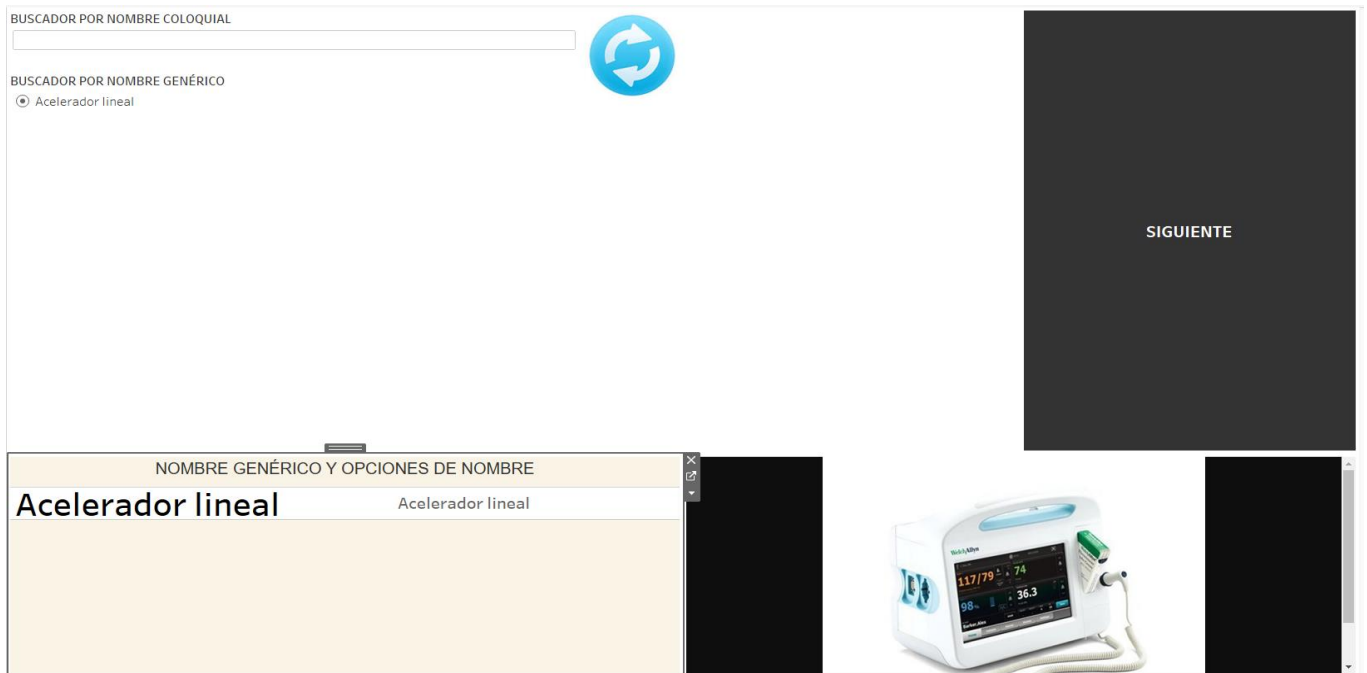 BUSCADOR POR NOMBRE COLOQUIAL
BUSCADOR POR NOMBRE GENÉRICO
Acelerador lineal
SIGUIENTE
NOMBRE GENÉRICO Y OPCIONES DE NOMBRE
Acelerador lineal Acelerador lineal
WelchAllyn
117/79 74
98% 36.3